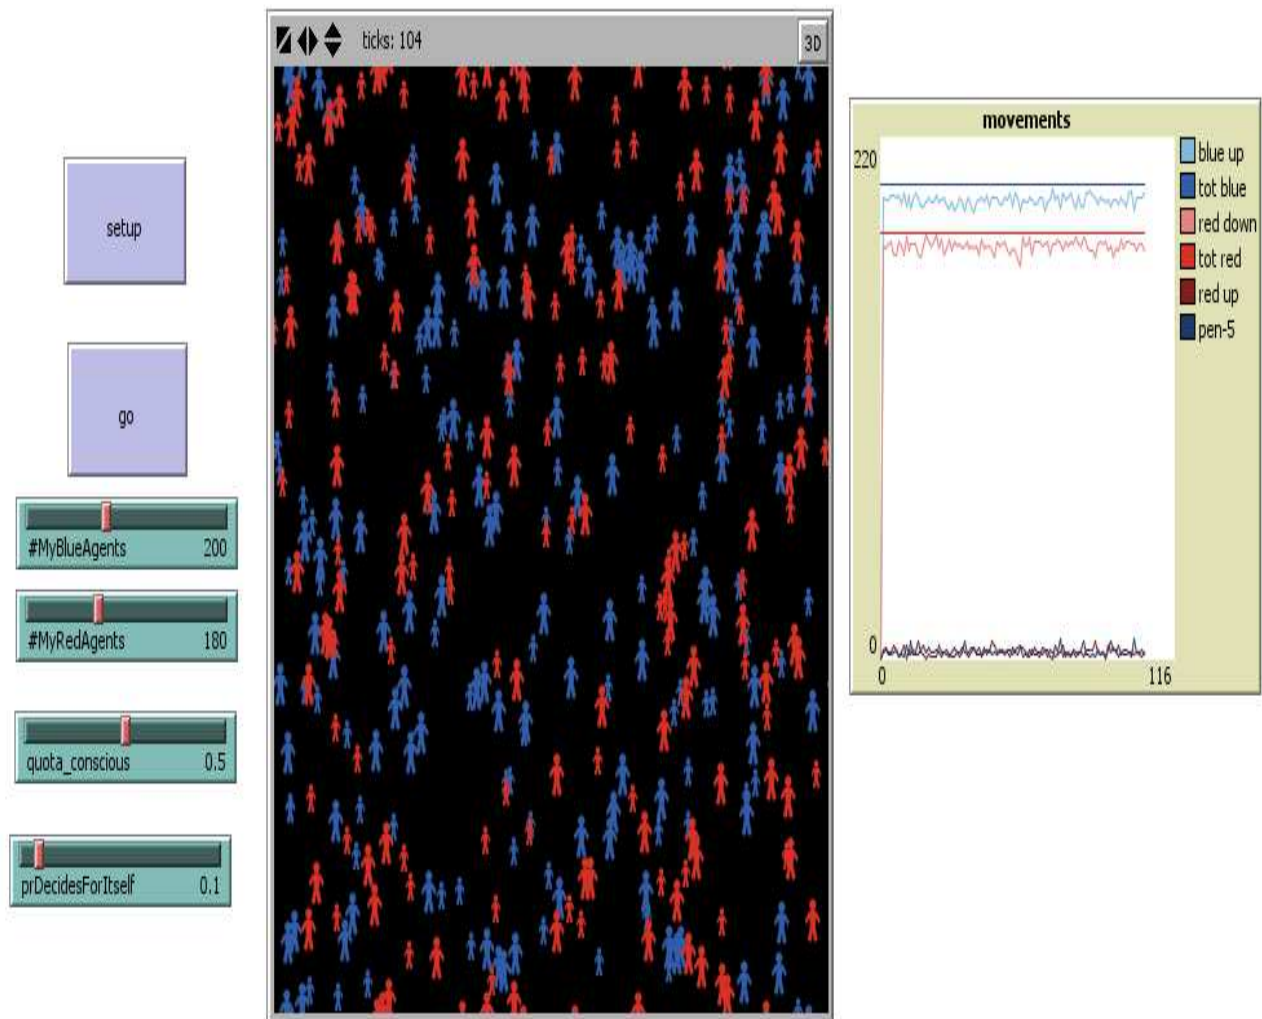 ticks: 104
3D
setup
go
#MyBlueAgents 200
#MyRedAgents 180
quota_conscious 0.5
prDecidesForItself 0.1
movements
220
0
0
116
blue up
tot blue
red down
tot red
red up
pen-5